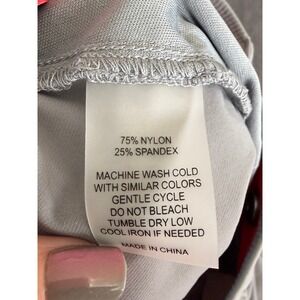 75% NYLON
25% SPANDEX
MACHINE WASH COLD
WITH SIMILAR COLORS
GENTLE CYCLE
DO NOT BLEACH
TUMBLE DRY LOW
COOL IRON IF NEEDED
MADE IN CHINA